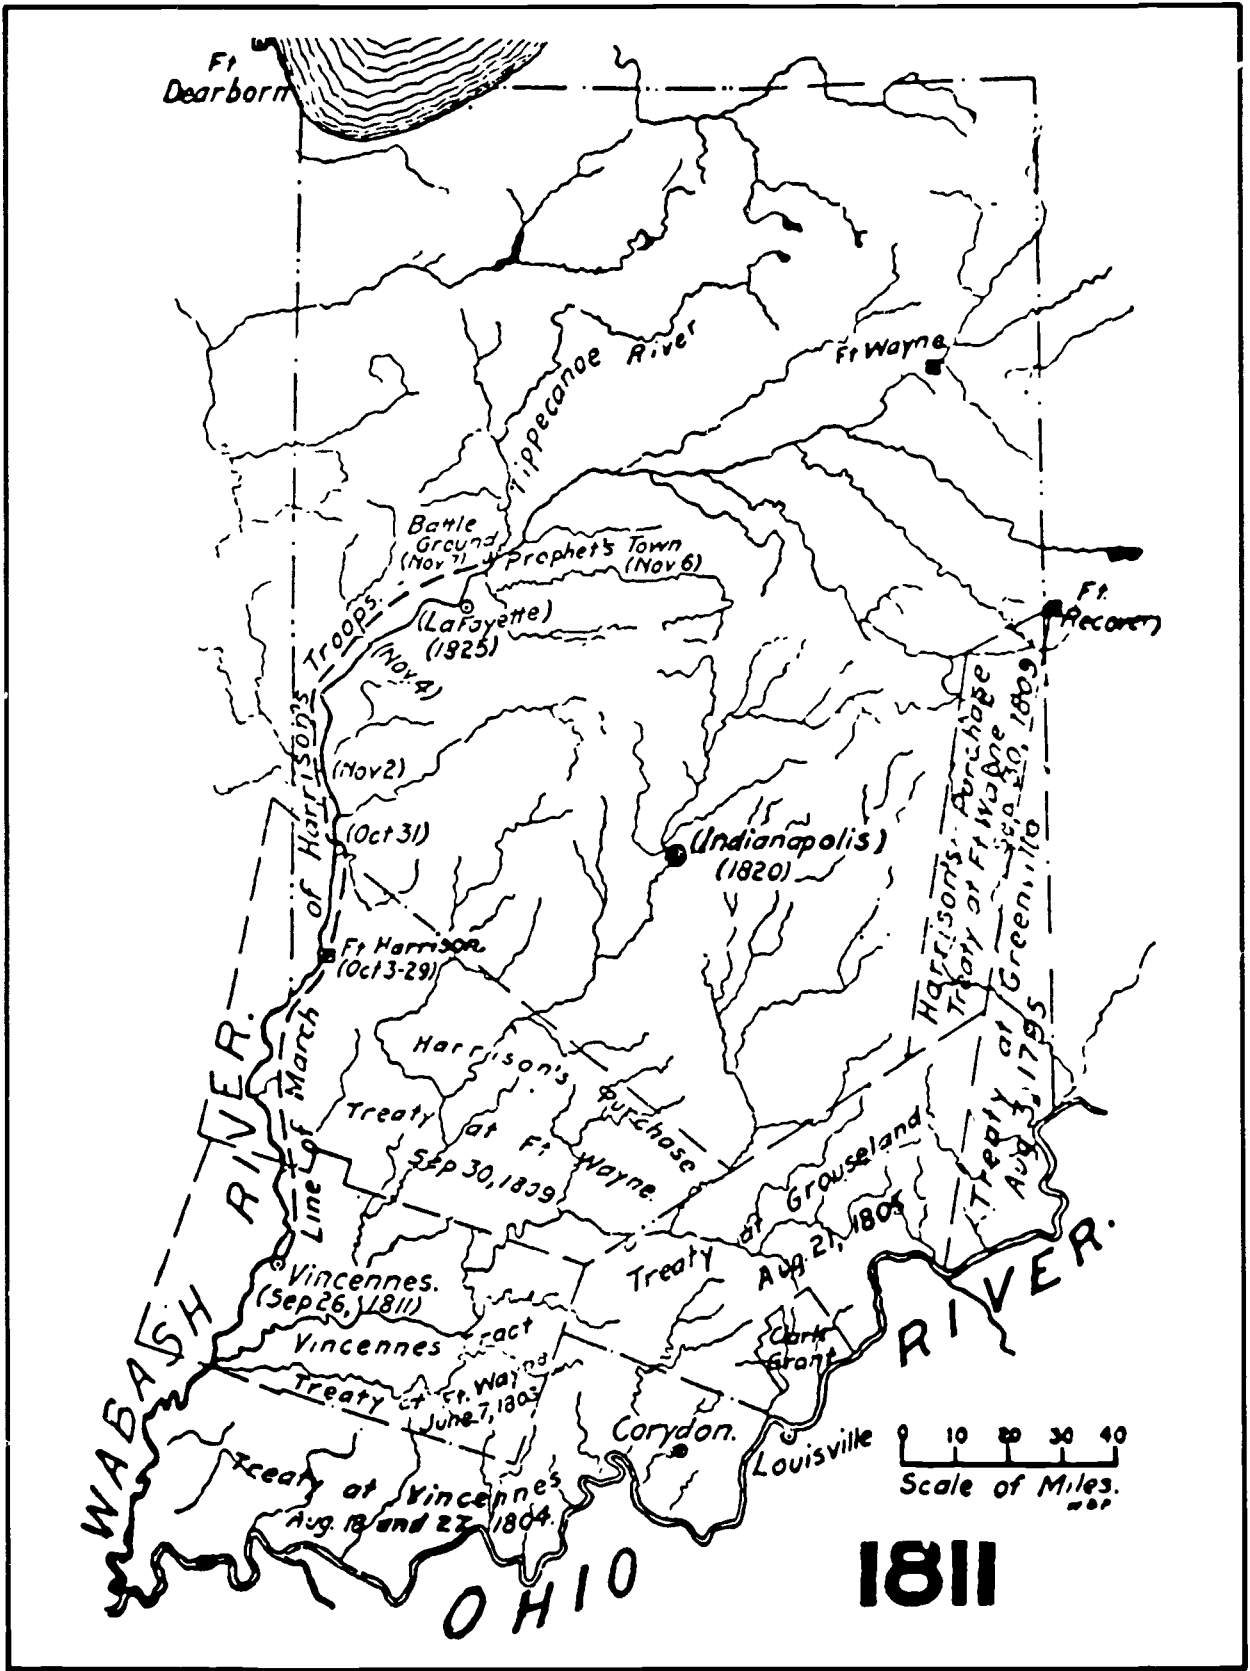 Ft
Dearborn
Tippecanoe River
Ft Wayne
Battle
Ground
(Nov 7)
Prophet's Town
(Nov 6)
(LaFayette)
(1825)
(Nov. 4)
Ft.
Recovery
(Nov 2)
(Oct 31)
(Indianapolis)
(1820)
Ft Harrison.
(Oct 3-29)
Line of March of Harrison's Troops.
Harrison's Purchase
Treaty at Ft Wayne
Sep. 30, 1809
Treaty at Greenville
Aug 3, 1795
Harrison's Purchase
Treaty at Ft Wayne.
Sep 30, 1809
Treaty at Grouseland
Aug. 21, 1805
Vincennes.
(Sep 26, 1811)
Vincennes Tract
Treaty at Ft. Wayne
June 7, 1803
Clark
Grant
Corydon.
Louisville
Treaty at Vincennes
Aug. 18 and 27, 1804.
WABASH RIVER.
OHIO RIVER.
0 10 20 30 40
Scale of Miles.
1811